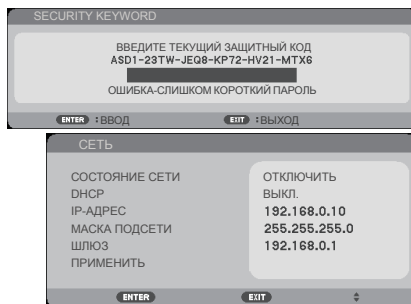 SECURITY KEYWORD
ВВЕДИТЕ ТЕКУЩИЙ ЗАЩИТНЫЙ КОД
ASD1-23TW-JEQ8-KP72-HV21-MTX6
ОШИБКА-СЛИШКОМ КОРОТКИЙ ПАРОЛЬ
ENTER :ВВОД EXIT :ВЫХОД
СЕТЬ
СОСТОЯНИЕ СЕТИ ОТКЛЮЧИТЬ
DHCP ВЫКЛ.
IP-АДРЕС 192.168.0.10
МАСКА ПОДСЕТИ 255.255.255.0
ШЛЮЗ 192.168.0.1
ПРИМЕНИТЬ
ENTER EXIT